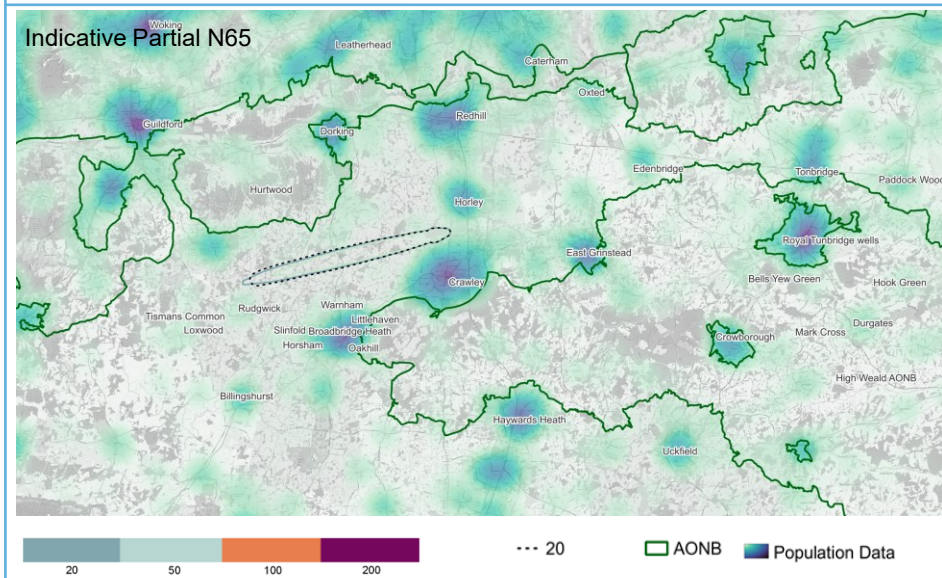 Indicative Partial N65
Woking
Leatherhead
Caterham
Oxted
Guildford
Redhill
Dorking
Edenbridge
Tonbridge
Paddock Wood
Hurtwood
Horley
Royal Tunbridge wells
East Grinstead
Bells Yew Green
Crawley
Hook Green
Rudgwick
Warnham
Tismans Common
Littlehaven
Loxwood
Slinfold
Broadbridge Heath
Durgates
Mark Cross
Crowborough
Horsham
Oakhill
High Weald AONB
Billingshurst
Haywards Heath
Uckfield
20 50 100 200
20
AONB
Population Data